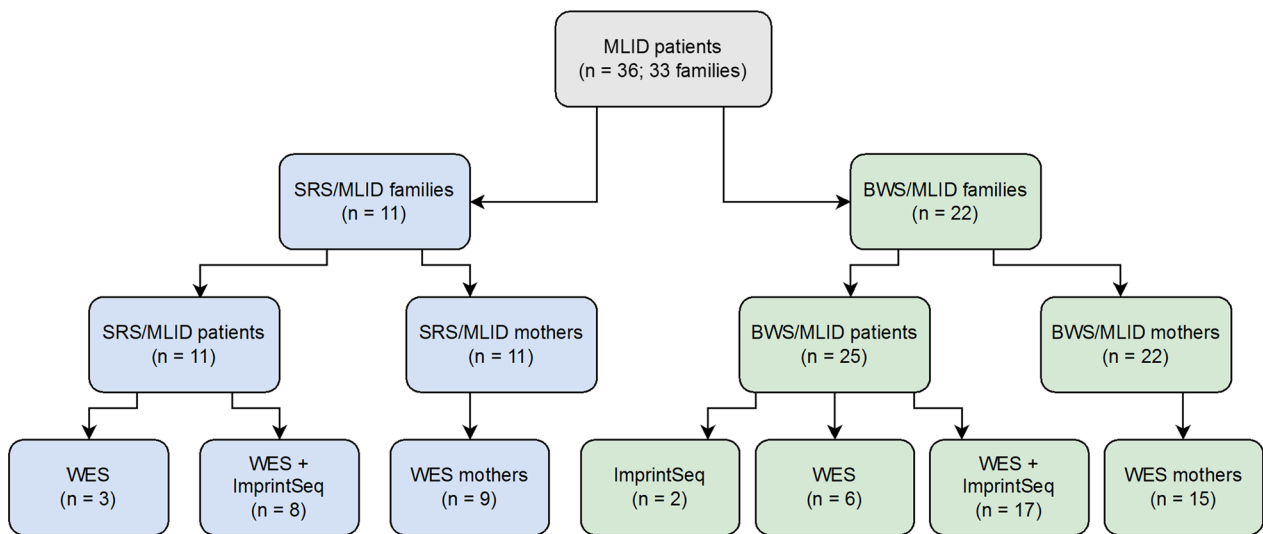 MLID patients
(n = 36; 33 families)
SRS/MLID families
(n = 11)
BWS/MLID families
(n = 22)
SRS/MLID patients
(n = 11)
SRS/MLID mothers
(n = 11)
BWS/MLID patients
(n = 25)
BWS/MLID mothers
(n = 22)
WES
(n = 3)
WES +
ImprintSeq
(n = 8)
WES mothers
(n = 9)
ImprintSeq
(n = 2)
WES
(n = 6)
WES +
ImprintSeq
(n = 17)
WES mothers
(n = 15)